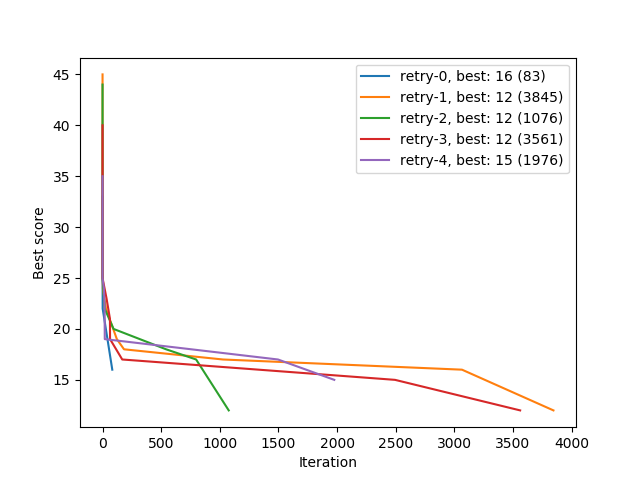 retry-0, best: 16 (83)
retry-1, best: 12 (3845)
retry-2, best: 12 (1076)
retry-3, best: 12 (3561)
retry-4, best: 15 (1976)
Best score
45
40
35
30
25
20
15
0 500 1000 1500 2000 2500 3000 3500 4000
Iteration